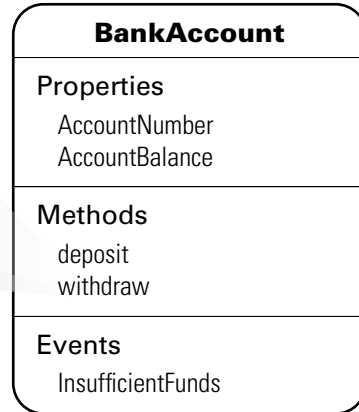 BankAccount
Properties
AccountNumber
AccountBalance
Methods
deposit
withdraw
Events
InsufficientFunds